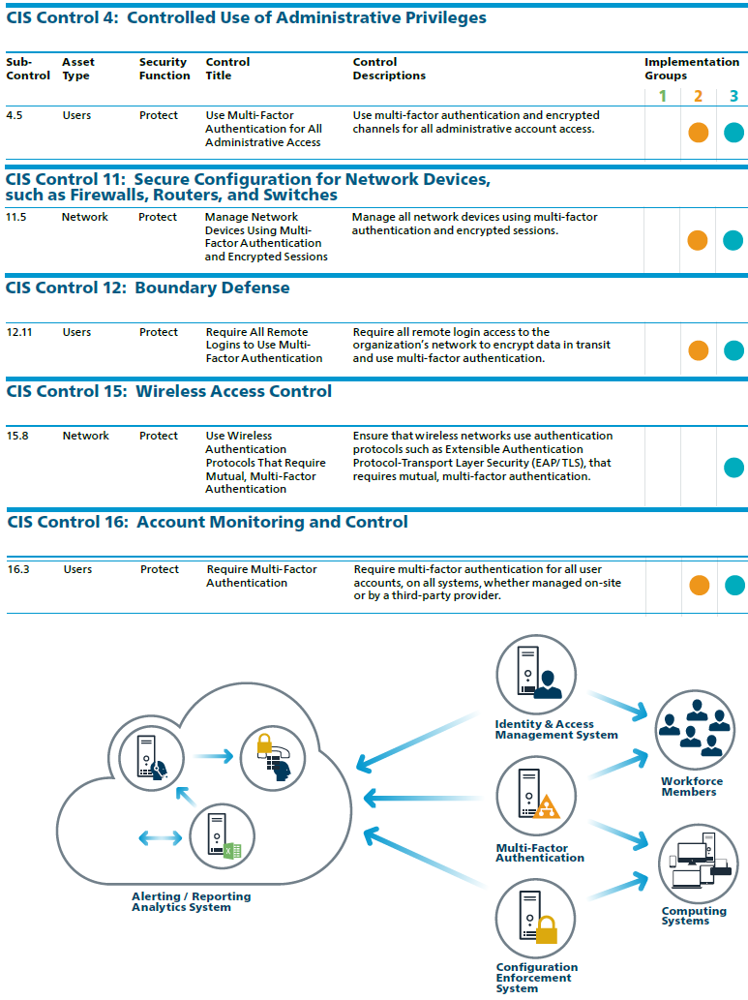 CIS Control 4: Controlled Use of Administrative Privileges
Sub-
Control
Asset
Type
Security
Function
Control
Title
Control
Descriptions
Implementation
Groups
1 2 3
4.5
Users
Protect
Use Multi-Factor
Authentication for All
Administrative Access
Use multi-factor authentication and encrypted
channels for all administrative account access.
CIS Control 11: Secure Configuration for Network Devices,
such as Firewalls, Routers, and Switches
11.5
Network
Protect
Manage Network
Devices Using Multi-
Factor Authentication
and Encrypted Sessions
Manage all network devices using multi-factor
authentication and encrypted sessions.
CIS Control 12: Boundary Defense
12.11
Users
Protect
Require All Remote
Logins to Use Multi-
Factor Authentication
Require all remote login access to the
organization's network to encrypt data in transit
and use multi-factor authentication.
CIS Control 15: Wireless Access Control
15.8
Network
Protect
Use Wireless
Authentication
Protocols That Require
Mutual, Multi-Factor
Authentication
Ensure that wireless networks use authentication
protocols such as Extensible Authentication
Protocol-Transport Layer Security (EAP/ TLS), that
requires mutual, multi-factor authentication.
CIS Control 16: Account Monitoring and Control
16.3
Users
Protect
Require Multi-Factor
Authentication
Require multi-factor authentication for all user
accounts, on all systems, whether managed on-site
or by a third-party provider.
Identity & Access
Management System
Workforce
Members
Multi-Factor
Authentication
X
Alerting / Reporting
Analytics System
Computing
Systems
Configuration
Enforcement
System